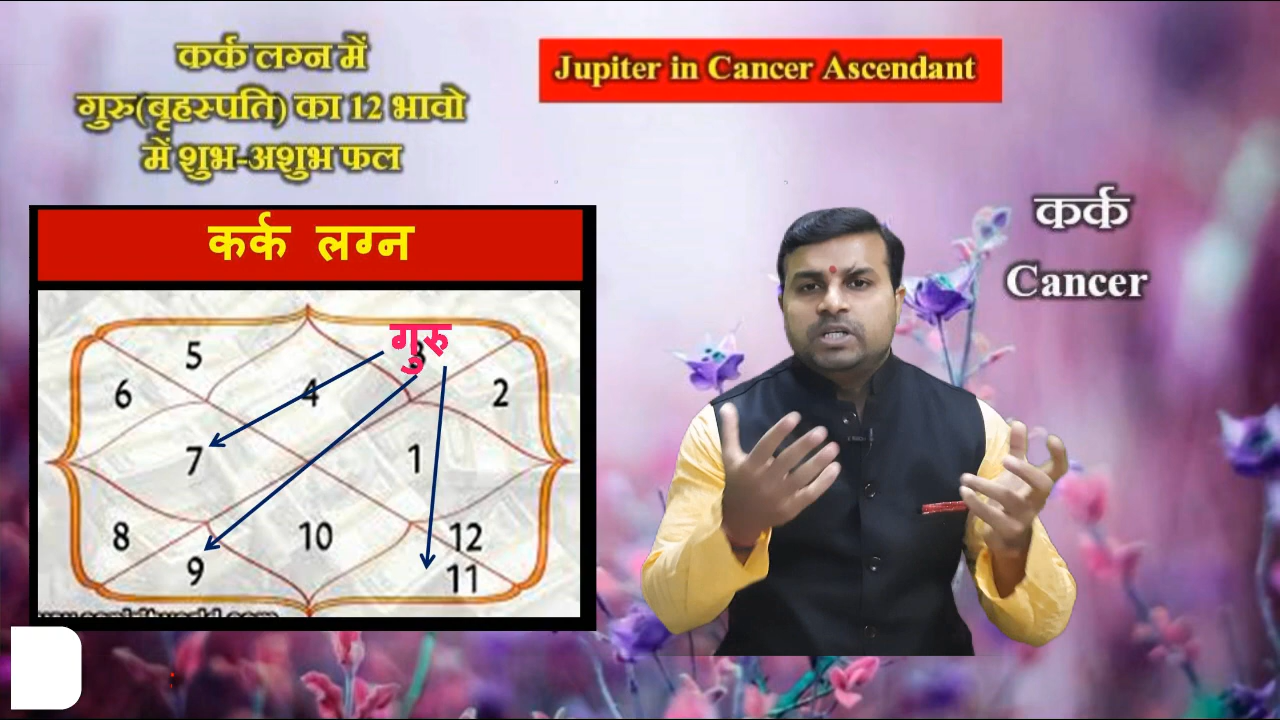 कर्क लग्न में
गुरु(बृहस्पति) का 12 भावो
में शुभ-अशुभ फल
Jupiter in Cancer Ascendant
कर्क
Cancer
कर्क लग्न
गुरु
5
3
6
4
2
7
1
8
10
12
9
11